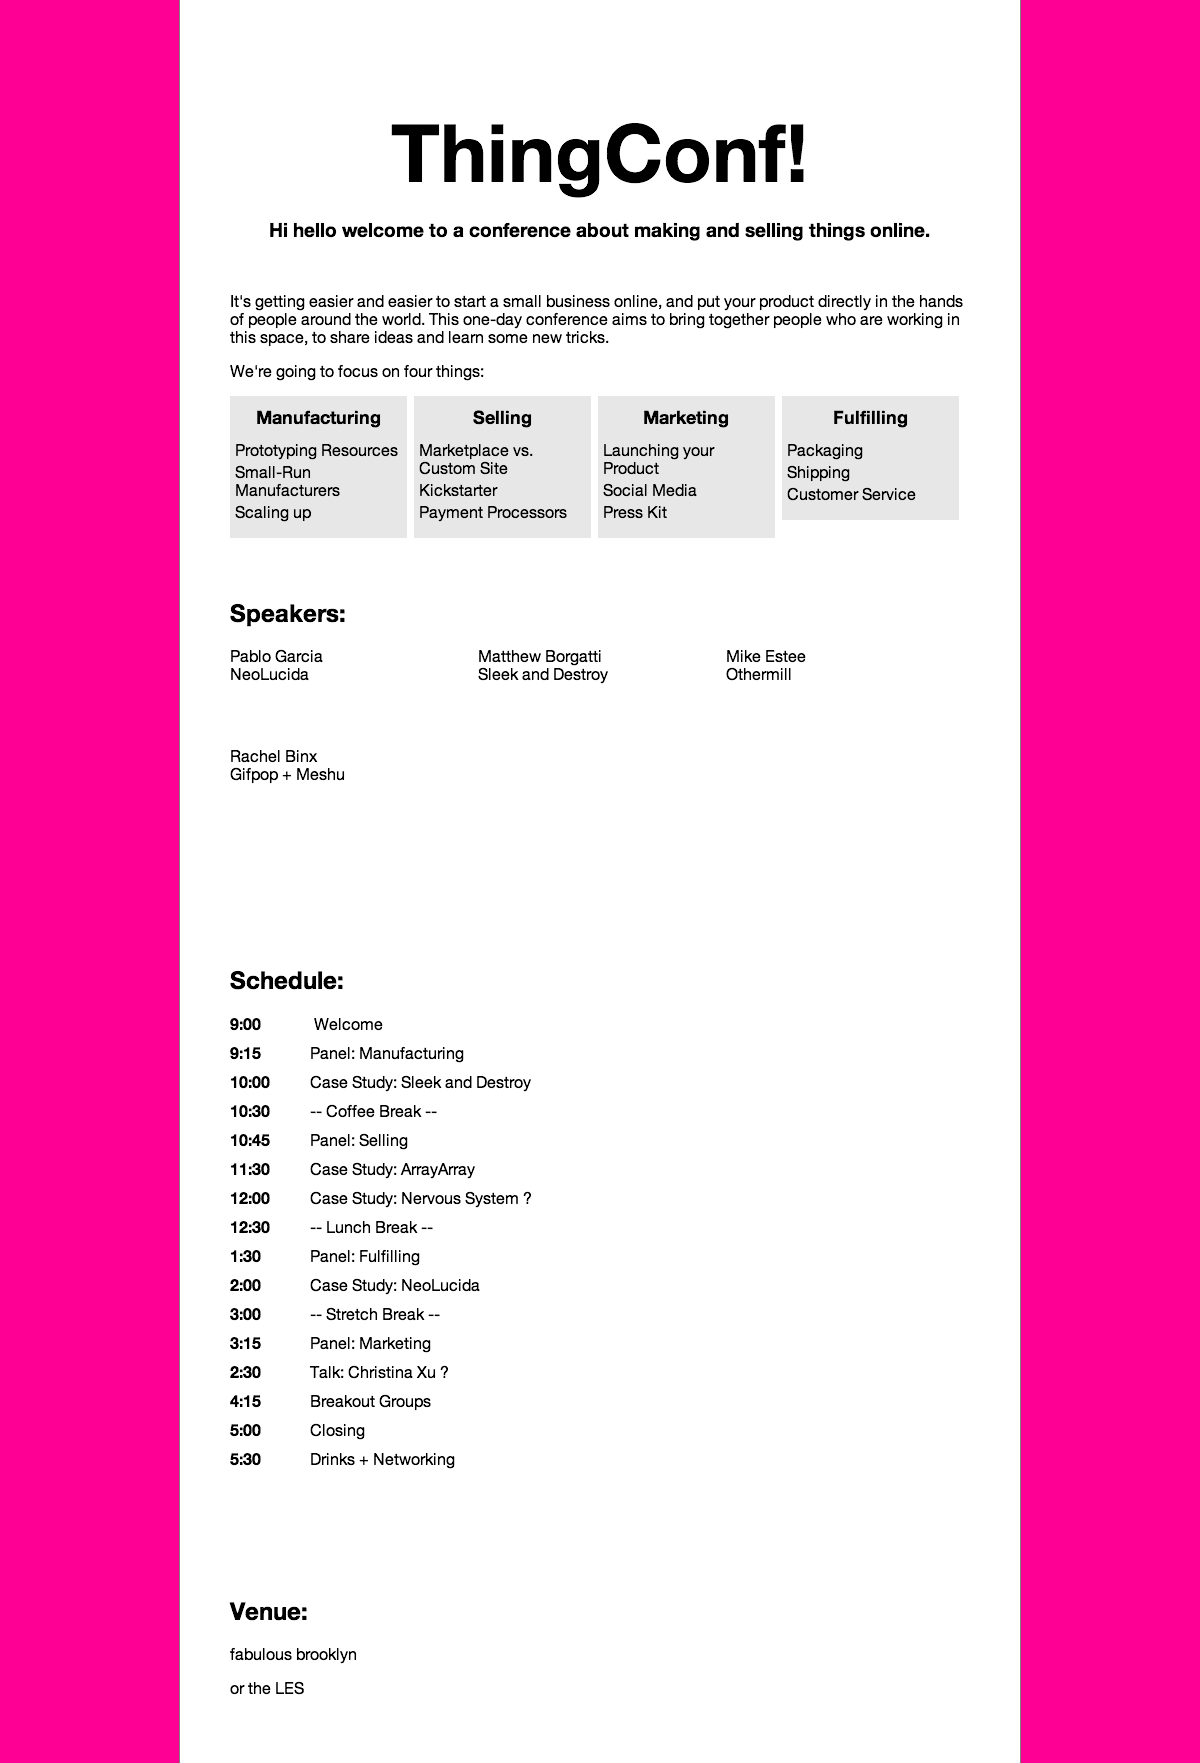 ThingConf!
Hi hello welcome to a conference about making and selling things online.
It's getting easier and easier to start a small business online, and put your product directly in the hands
of people around the world. This one-day conference aims to bring together people who are working in
this space, to share ideas and learn some new tricks.
We're going to focus on four things:
Manufacturing
Prototyping Resources
Small-Run
Manufacturers
Scaling up
Selling
Marketplace vs.
Custom Site
Kickstarter
Payment Processors
Marketing
Launching your
Product
Social Media
Press Kit
Fulfilling
Packaging
Shipping
Customer Service
Speakers:
Pablo Garcia
NeoLucida
Matthew Borgatti
Sleek and Destroy
Mike Estee
Othermill
Rachel Binx
Gifpop + Meshu
Schedule:
9:00 Welcome
9:15 Panel: Manufacturing
10:00 Case Study: Sleek and Destroy
10:30 -- Coffee Break --
10:45 Panel: Selling
11:30 Case Study: ArrayArray
12:00 Case Study: Nervous System ?
12:30 -- Lunch Break --
1:30 Panel: Fulfilling
2:00 Case Study: NeoLucida
3:00 -- Stretch Break --
3:15 Panel: Marketing
2:30 Talk: Christina Xu ?
4:15 Breakout Groups
5:00 Closing
5:30 Drinks + Networking
Venue:
fabulous brooklyn
or the LES